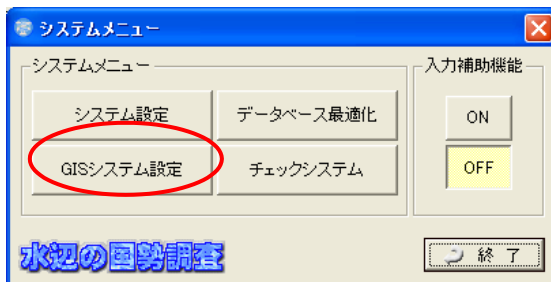 システムメニュー
システムメニュー
入力補助機能
システム設定
データベース最適化
ON
GISシステム設定
チェックシステム
OFF
水辺の国勢調査
終 了